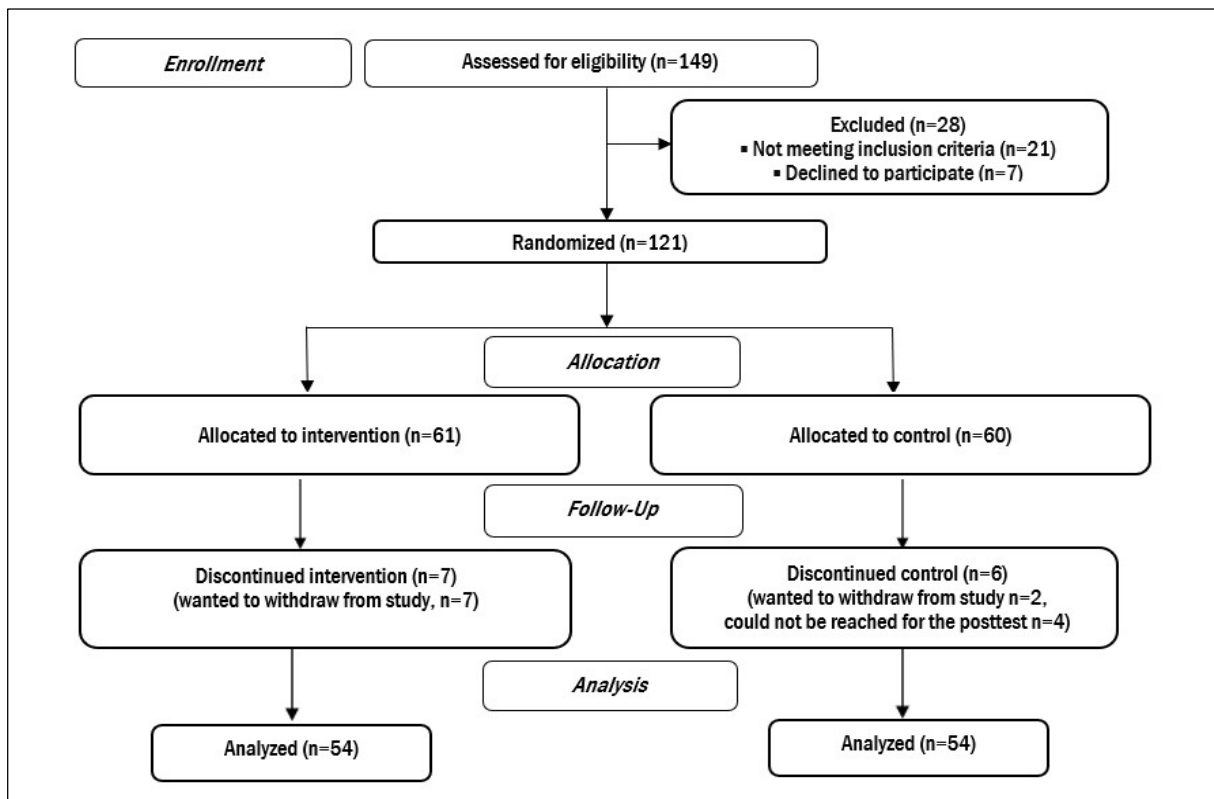 Enrollment
Assessed for eligibility (n=149)
Excluded (n=28)
▪ Not meeting inclusion criteria (n=21)
▪ Declined to participate (n=7)
Randomized (n=121)
Allocation
Allocated to intervention (n=61)
Allocated to control (n=60)
Follow-Up
Discontinued intervention (n=7)
(wanted to withdraw from study, n=7)
Discontinued control (n=6)
(wanted to withdraw from study n=2,
could not be reached for the posttest n=4)
Analysis
Analyzed (n=54)
Analyzed (n=54)